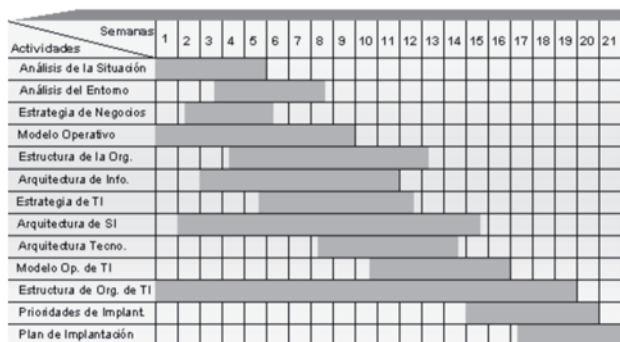 Semanas
Actividades
1 2 3 4 5 6 7 8 9 10 11 12 13 14 15 16 17 18 19 20 21
Análisis de la Situación
Análisis del Entorno
Estrategia de Negocios
Modelo Operativo
Estructura de la Org.
Arquitectura de Info.
Estrategia de TI
Arquitectura de SI
Arquitectura Tecno.
Modelo Op. de TI
Estructura de Org. de TI
Prioridades de Implant.
Plan de Implantación